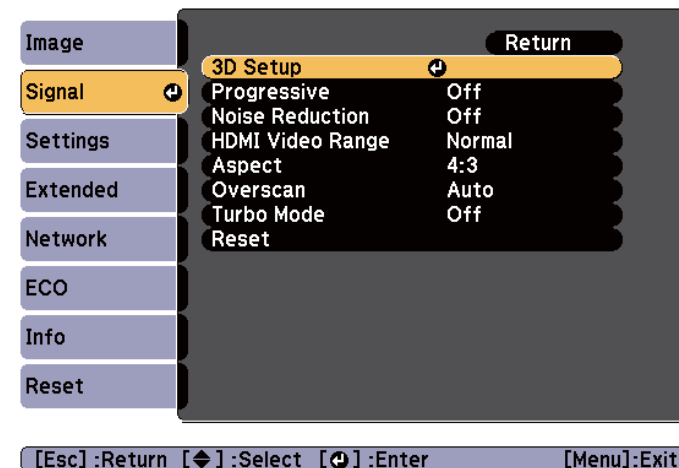 Image
Signal
Settings
Extended
Network
ECO
Info
Reset
Return
3D Setup
Progressive Off
Noise Reduction Off
HDMI Video Range Normal
Aspect 4:3
Overscan Auto
Turbo Mode Off
Reset
[Esc] :Return [◆] :Select [↵] :Enter [Menu]:Exit